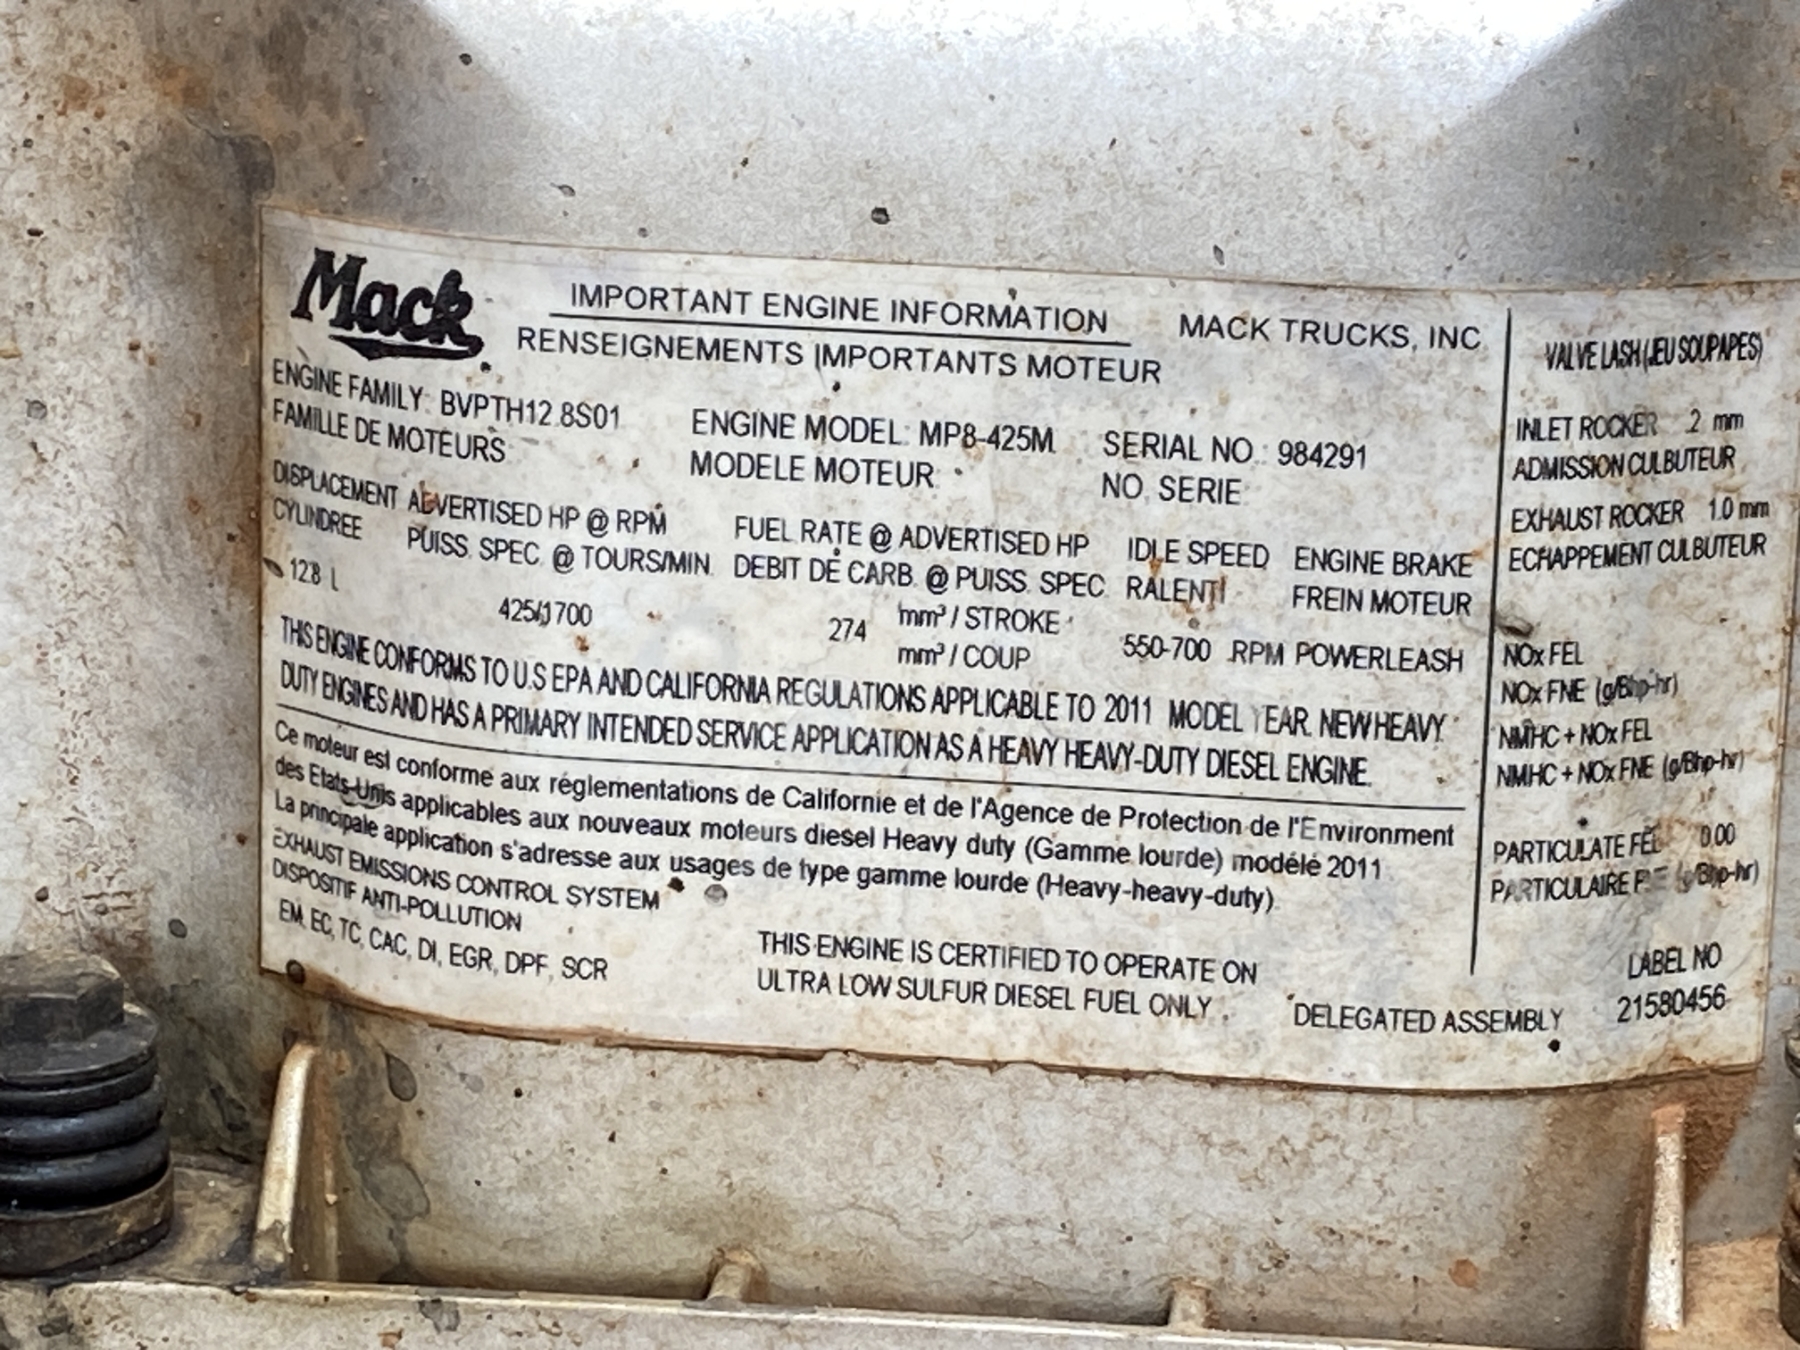 Mack
IMPORTANT ENGINE INFORMATION
MACK TRUCKS, INC
RENSEIGNEMENTS IMPORTANTS MOTEUR
ENGINE FAMILY: BVPTH12.8S01
FAMILLE DE MOTEURS
ENGINE MODEL: MP8-425M
MODELE MOTEUR:
SERIAL NO.: 984291
NO. SERIE:
DISPLACEMENT
CYLINDREE
12.8 L
ADVERTISED HP @ RPM
PUISS. SPEC. @ TOURS/MIN.
425/1700
FUEL RATE @ ADVERTISED HP
DEBIT DE CARB. @ PUISS. SPEC.
274
mm³ / STROKE
mm³ / COUP
IDLE SPEED
RALENTI
550-700 RPM
ENGINE BRAKE
FREIN MOTEUR
POWERLEASH
THIS ENGINE CONFORMS TO U.S EPA AND CALIFORNIA REGULATIONS APPLICABLE TO 2011 MODEL YEAR NEW HEAVY
DUTY ENGINES AND HAS A PRIMARY INTENDED SERVICE APPLICATION AS A HEAVY HEAVY-DUTY DIESEL ENGINE.
Ce moteur est conforme aux réglementations de Californie et de l'Agence de Protection de l'Environment
des Etats-Unis applicables aux nouveaux moteurs diesel Heavy duty (Gamme lourde) modélé 2011
La principale application s'adresse aux usages de type gamme lourde (Heavy-heavy-duty)
EXHAUST EMISSIONS CONTROL SYSTEM
DISPOSITIF ANTI-POLLUTION
EM, EC, TC, CAC, DI, EGR, DPF, SCR
THIS ENGINE IS CERTIFIED TO OPERATE ON
ULTRA LOW SULFUR DIESEL FUEL ONLY.
DELEGATED ASSEMBLY
VALVE LASH (JEU SOUPAPES)
INLET ROCKER .2 mm
ADMISSION CULBUTEUR
EXHAUST ROCKER 1.0 mm
ECHAPPEMENT CULBUTEUR
NOx FEL
NOx FNE (g/Bhp-hr)
NMHC + NOx FEL
NMHC + NOx FNE (g/Bhp-hr)
PARTICULATE FEL 0.00
PARTICULAIRE FNE (g/Bhp-hr)
LABEL NO
21580456